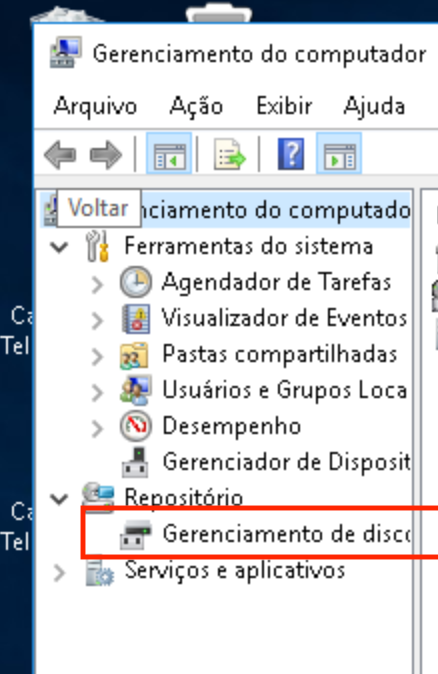 Gerenciamento do computador
Arquivo Ação Exibir Ajuda
Voltar nciamento do computado
Ferramentas do sistema
Agendador de Tarefas
Visualizador de Eventos
Pastas compartilhadas
Usuários e Grupos Loca
Desempenho
Gerenciador de Disposit
Repositório
Gerenciamento de disc
Serviços e aplicativos
Ca
Tel
Ca
Tel